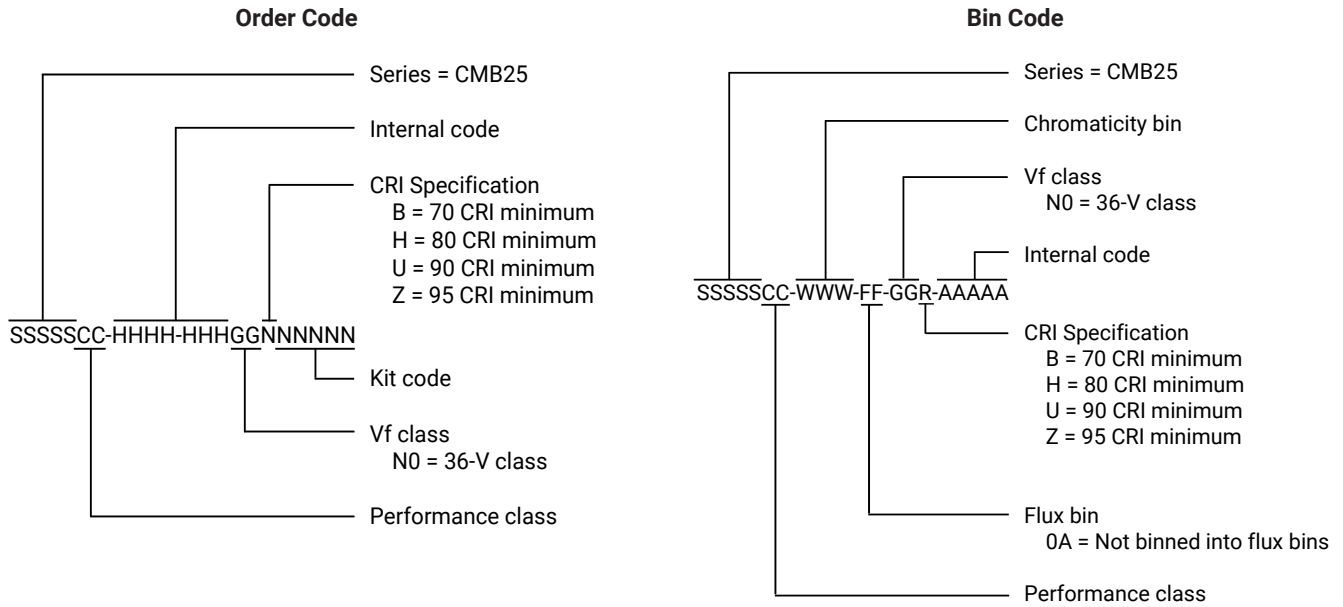 Order Code
Series = CMB25
Internal code
CRI Specification
B = 70 CRI minimum
H = 80 CRI minimum
U = 90 CRI minimum
Z = 95 CRI minimum
SSSSSCC-HHHH-HHHGGNNNNNN
Kit code
Vf class
N0 = 36-V class
Performance class
Bin Code
Series = CMB25
Chromaticity bin
Vf class
N0 = 36-V class
Internal code
SSSSSCC-WWW-FF-GGR-AAAAA
CRI Specification
B = 70 CRI minimum
H = 80 CRI minimum
U = 90 CRI minimum
Z = 95 CRI minimum
Flux bin
0A = Not binned into flux bins
Performance class